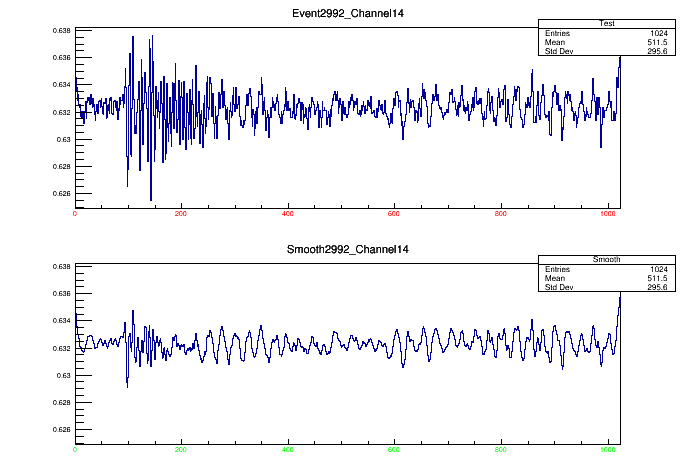 Event2992_Channel14
Test
Entries 1024
Mean 511.5
Std Dev 295.6
0.638
0.636
0.634
0.632
0.63
0.628
0.626
0 200 400 600 800 1000
Smooth2992_Channel14
Smooth
Entries 1024
Mean 511.5
Std Dev 295.6
0.638
0.636
0.634
0.632
0.63
0.628
0.626
0 200 400 600 800 1000